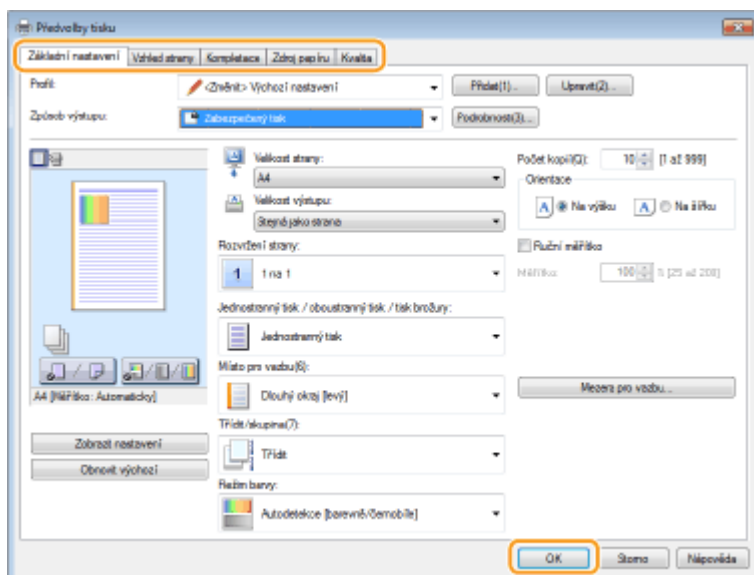 Předvolby tisku
Základní nastavení Vzhled strany Kompletace Zdroj papíru Kvalita
Profil: <Změnit> Výchozí nastavení Přidat(1)... Upravit(2)...
Způsob výstupu: Zabezpečený tisk Podrobnosti(3)...
Velikost strany:
A4
Velikost výstupu:
Stejná jako strana
Rozvržení strany:
1 1 na 1
Jednostranný tisk / oboustranný tisk / tisk brožury:
Jednostranný tisk
Místo pro vazbu(6):
Dlouhý okraj [levý]
Třídit/skupina(7):
Třídit
Režim barvy:
Autodetekce [barevně/černobíle]
Počet kopií(Q): 10 [1 až 999]
Orientace
A Na výšku A Na šířku
Ruční měřítko
Měřítko: 100 % [25 až 200]
Mezera pro vazbu...
A4 [Měřítko: Automaticky]
Zobrazit nastavení
Obnovit výchozí
OK Storno Nápověda